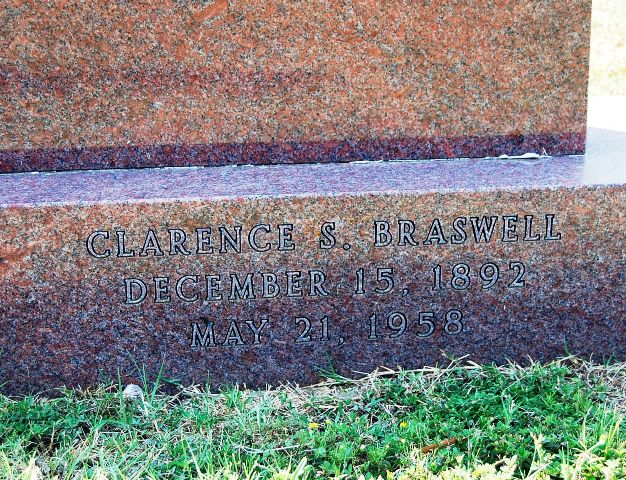 CLARENCE S. BRASWELL
DECEMBER 15, 1892
MAY 21, 1958